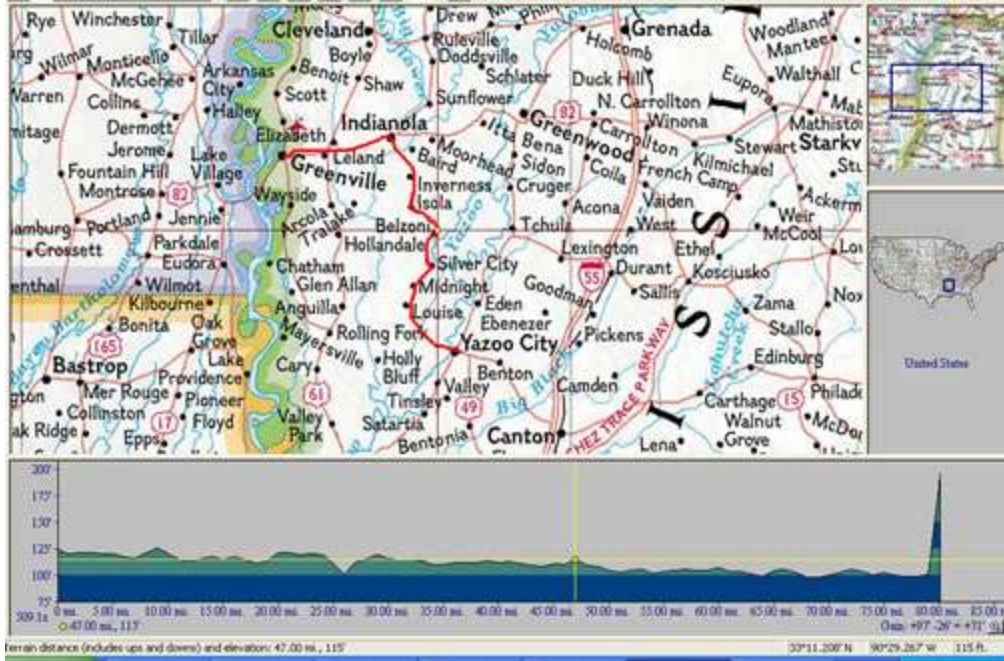 Rye
Winchester
Tillar
Wilmar
Monticello
McGehee
Arkansas
City
Warren
Collins
Halley
Dermott
Jerome
Lake
Village
Fountain Hill
Montrose
82
Portland
Jennie
Crossett
Parkdale
Eudora
Wilmot
Kilbourne
Bonita
Oak
Grove
165
Bastrop
Lake
Providence
Mer Rouge
Pioneer
Collinston
17
Floyd
Epps
Cleveland
Boyle
Benoit
Shaw
Scott
Elizabeth
Indianola
Leland
Greenville
Wayside
Arcola
Tralake
Hollandale
Chatham
Glen Allan
Anguilla
Mayersville
Rolling Fork
Cary
Holly
Bluff
61
Valley
Park
Satartia
Tinsley
Valley
49
Bentonia
Drew
Ruleville
Doddsville
Schlater
Sunflower
Itta Bena
Moorhead
Baird
Inverness
Isola
Belzoni
Yazoo
Silver City
Midnight
Louise
Eden
Ebenezer
Yazoo City
Benton
Big Black
Grenada
Holcomb
Duck Hill
82
Greenwood
N. Carrollton
Carrollton
Winona
Sidon
Coila
Cruger
French Camp
Acona
Vaiden
Tchula
West
Lexington
55
Durant
Goodman
Sallis
Pickens
Camden
Canton
Woodland
Mantee
Eupora
Walthall
Mathiston
Stewart
Starkv
Kilmichael
Ackerm
Weir
McCool
Ethel
Kosciusko
Zama
Stallo
Edinburg
Carthage
15
Walnut
Grove
Lena
I
S
S
I
United States
200'
175'
150'
125'
100'
75'
0 mi.
5.00 mi.
10.00 mi.
15.00 mi.
20.00 mi.
25.00 mi.
30.00 mi.
35.00 mi.
40.00 mi.
45.00 mi.
50.00 mi.
55.00 mi.
60.00 mi.
65.00 mi.
70.00 mi.
75.00 mi.
80.00 mi.
47.00 mi., 115'
Gain: +97' -26' = +71'
errain distance (includes ups and downs) and elevation: 47.00 mi., 115'
33°11.208' N
90°29.267' W
115 ft.